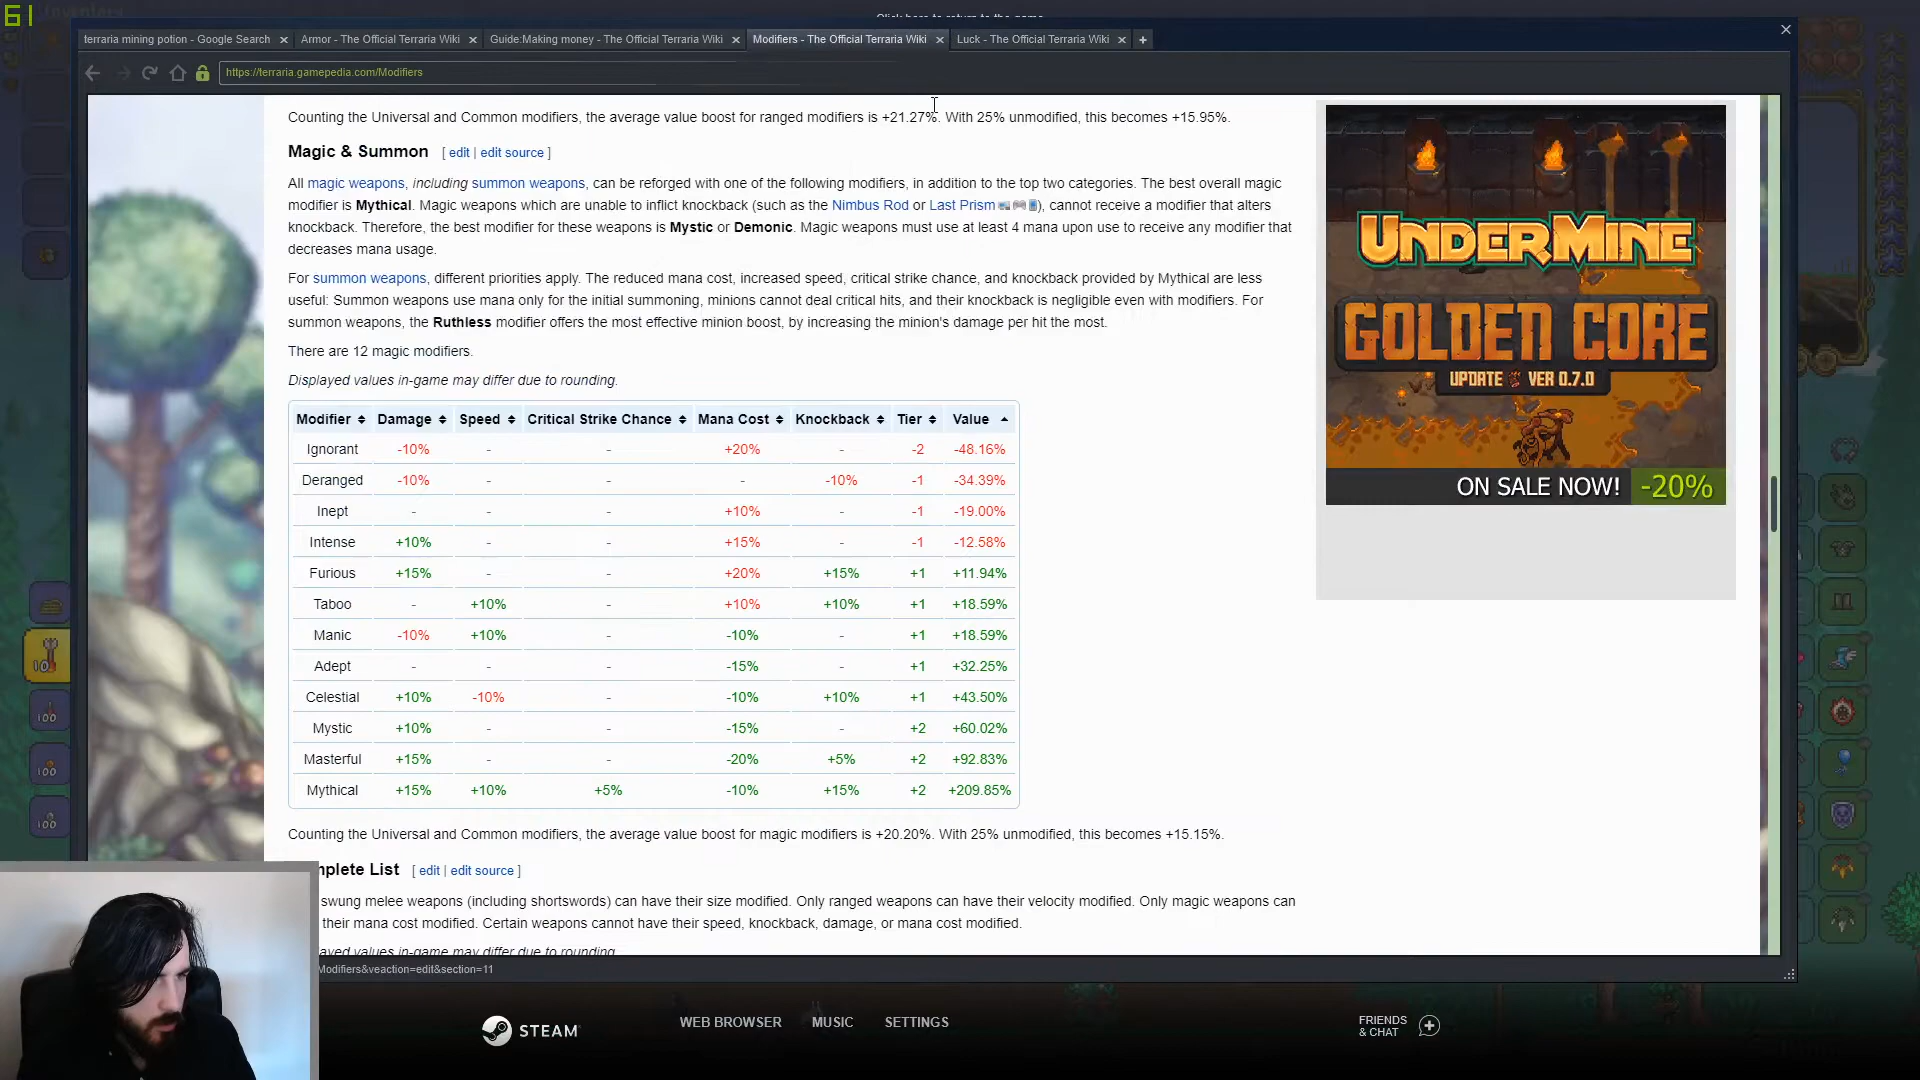 61
terraria mining potion - Google Search
Armor - The Official Terraria Wiki
Guide:Making money - The Official Terraria Wiki
Modifiers - The Official Terraria Wiki
Luck - The Official Terraria Wiki
https://terraria.gamepedia.com/Modifiers
Counting the Universal and Common modifiers, the average value boost for ranged modifiers is +21.27%. With 25% unmodified, this becomes +15.95%.
Magic & Summon [ edit | edit source ]
All magic weapons, including summon weapons, can be reforged with one of the following modifiers, in addition to the top two categories. The best overall magic
modifier is Mythical. Magic weapons which are unable to inflict knockback (such as the Nimbus Rod or Last Prism), cannot receive a modifier that alters
knockback. Therefore, the best modifier for these weapons is Mystic or Demonic. Magic weapons must use at least 4 mana upon use to receive any modifier that
decreases mana usage.
For summon weapons, different priorities apply. The reduced mana cost, increased speed, critical strike chance, and knockback provided by Mythical are less
useful: Summon weapons use mana only for the initial summoning, minions cannot deal critical hits, and their knockback is negligible even with modifiers. For
summon weapons, the Ruthless modifier offers the most effective minion boost, by increasing the minion's damage per hit the most.
There are 12 magic modifiers.
Displayed values in-game may differ due to rounding.
Modifier Damage Speed Critical Strike Chance Mana Cost Knockback Tier Value
Ignorant -10% - - +20% - -2 -48.16%
Deranged -10% - - - -10% -1 -34.39%
Inept - - - +10% - -1 -19.00%
Intense +10% - - +15% - -1 -12.58%
Furious +15% - - +20% +15% +1 +11.94%
Taboo - +10% - +10% +10% +1 +18.59%
Manic -10% +10% - -10% - +1 +18.59%
Adept - - - -15% - +1 +32.25%
Celestial +10% -10% - -10% +10% +1 +43.50%
Mystic +10% - - -15% - +2 +60.02%
Masterful +15% - - -20% +5% +2 +92.83%
Mythical +15% +10% +5% -10% +15% +2 +209.85%
Counting the Universal and Common modifiers, the average value boost for magic modifiers is +20.20%. With 25% unmodified, this becomes +15.15%.
mplete List [ edit | edit source ]
swung melee weapons (including shortswords) can have their size modified. Only ranged weapons can have their velocity modified. Only magic weapons can
their mana cost modified. Certain weapons cannot have their speed, knockback, damage, or mana cost modified.
ayed values in-game may differ due to rounding.
Modifiers&veaction=edit&section=11
UNDERMINE
GOLDEN CORE
UPDATE VER 0.7.0
ON SALE NOW! -20%
10
100
100
100
STEAM
WEB BROWSER
MUSIC
SETTINGS
FRIENDS
& CHAT